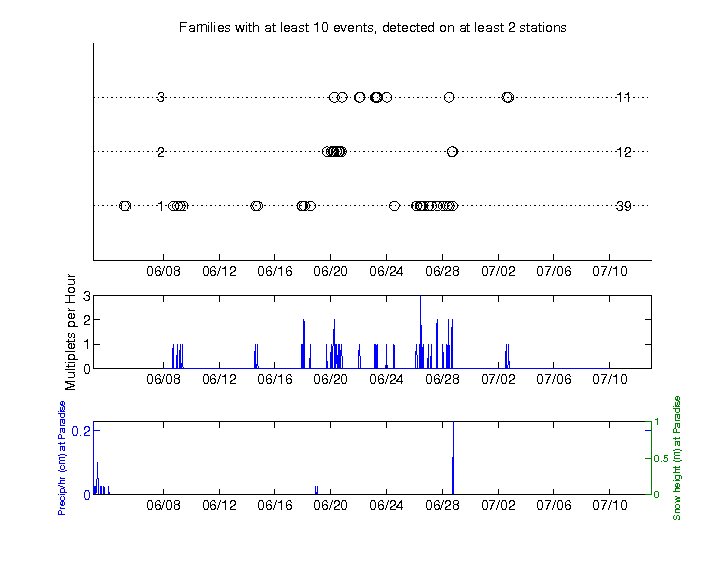 Families with at least 10 events, detected on at least 2 stations
3 11
2 12
1 39
06/08 06/12 06/16 06/20 06/24 06/28 07/02 07/06 07/10
Multiplets per Hour
3
2
1
0
06/08 06/12 06/16 06/20 06/24 06/28 07/02 07/06 07/10
Precip/hr (cm) at Paradise
0.2
0
1
0.5
0
Snow height (m) at Paradise
06/08 06/12 06/16 06/20 06/24 06/28 07/02 07/06 07/10